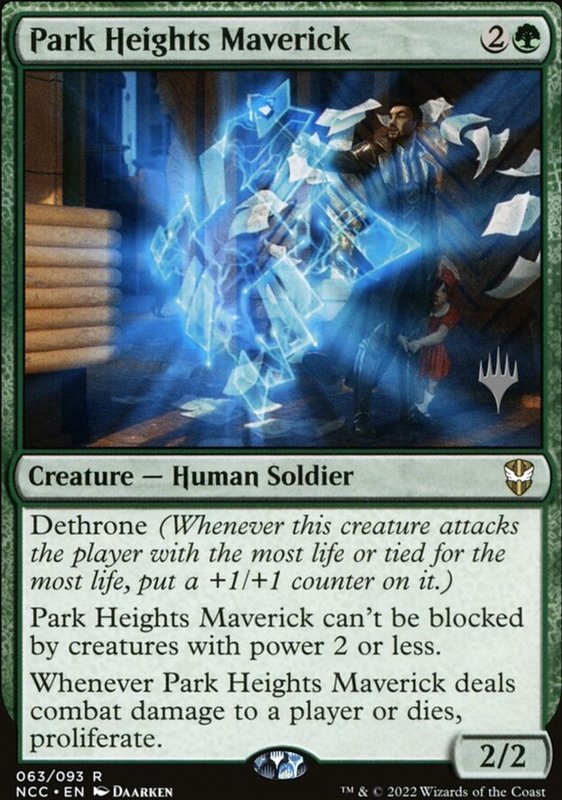 Park Heights Maverick 2
Creature — Human Soldier
Dethrone (Whenever this creature attacks
the player with the most life or tied for the
most life, put a +1/+1 counter on it.)
Park Heights Maverick can't be blocked
by creatures with power 2 or less.
Whenever Park Heights Maverick deals
combat damage to a player or dies,
proliferate.
2/2
063/093 R
NCC • EN DAARKEN
™ & © 2022 Wizards of the Coast